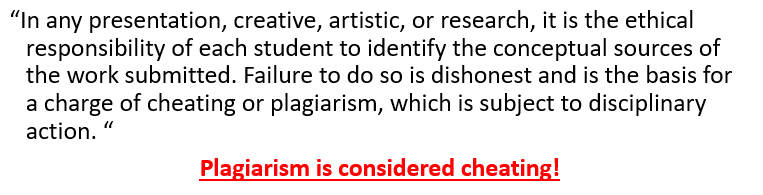 “In any presentation, creative, artistic, or research, it is the ethical
responsibility of each student to identify the conceptual sources of
the work submitted. Failure to do so is dishonest and is the basis for
a charge of cheating or plagiarism, which is subject to disciplinary
action. “
Plagiarism is considered cheating!